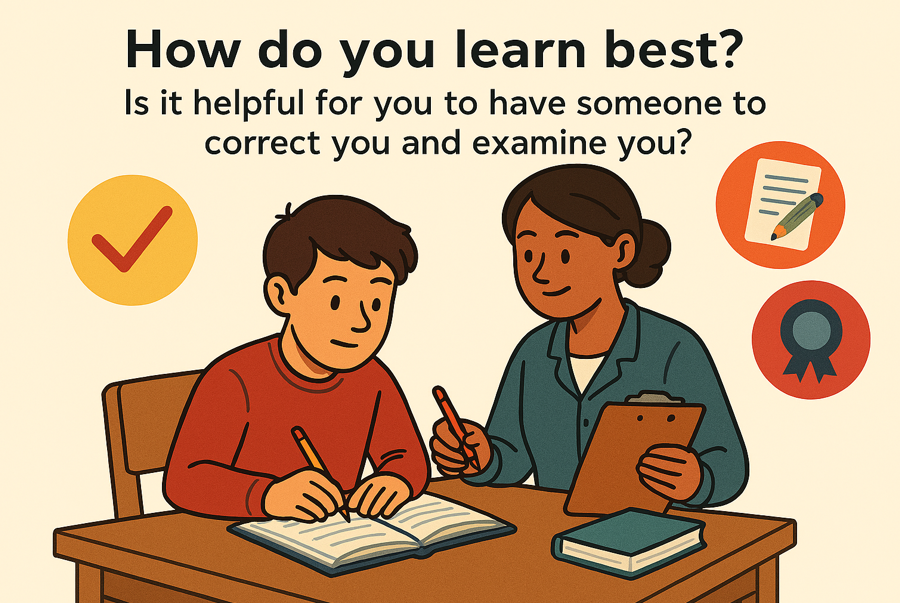 How do you learn best?
Is it helpful for you to have someone to
correct you and examine you?